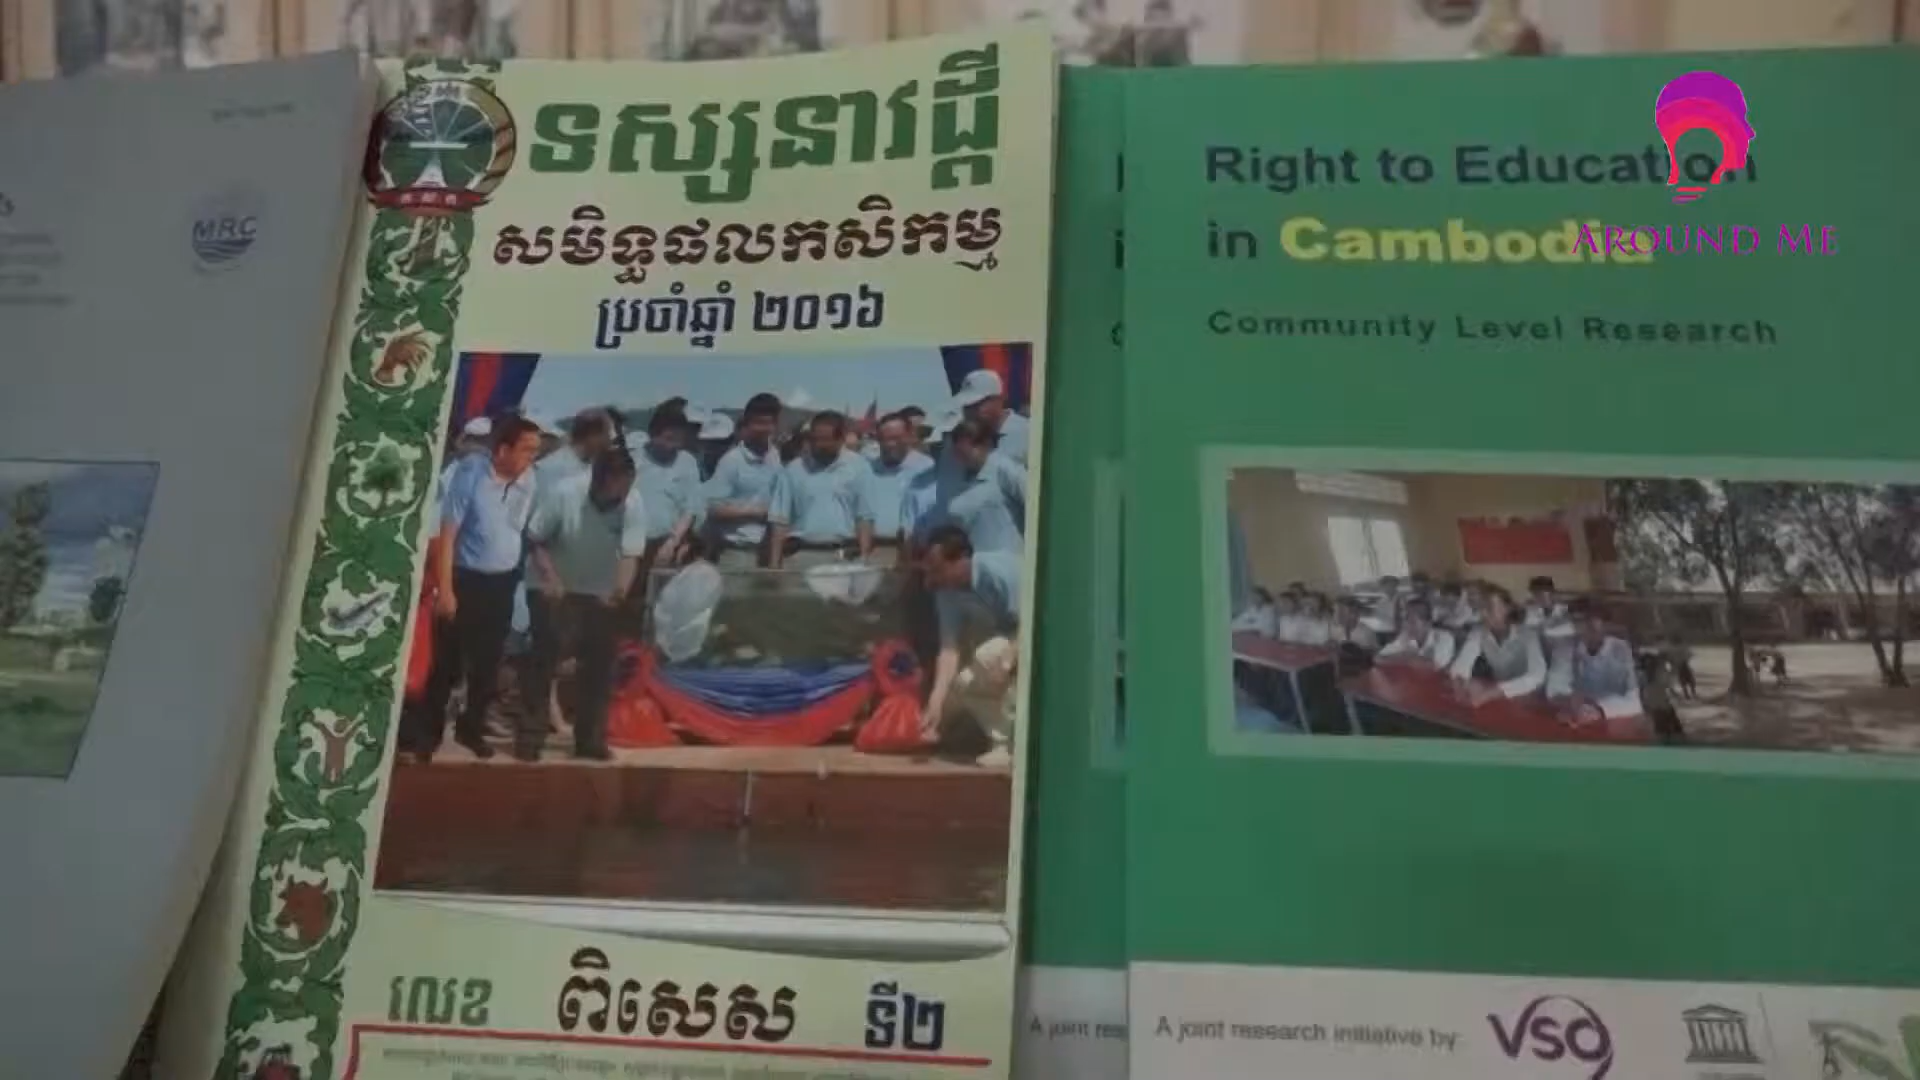 MRC
ទស្សនាវដ្ដី
សមិទ្ធផលកសិកម្ម
ប្រចាំឆ្នាំ ២០១៦
លេខ ពិសេស ទី២
Right to Education
in Cambodia
Community Level Research
A joint research initiative by:
VSO
A joint res
AROUND ME